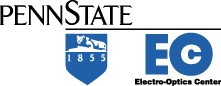 PENNSTATE
1855
EC
Electro-Optics Center